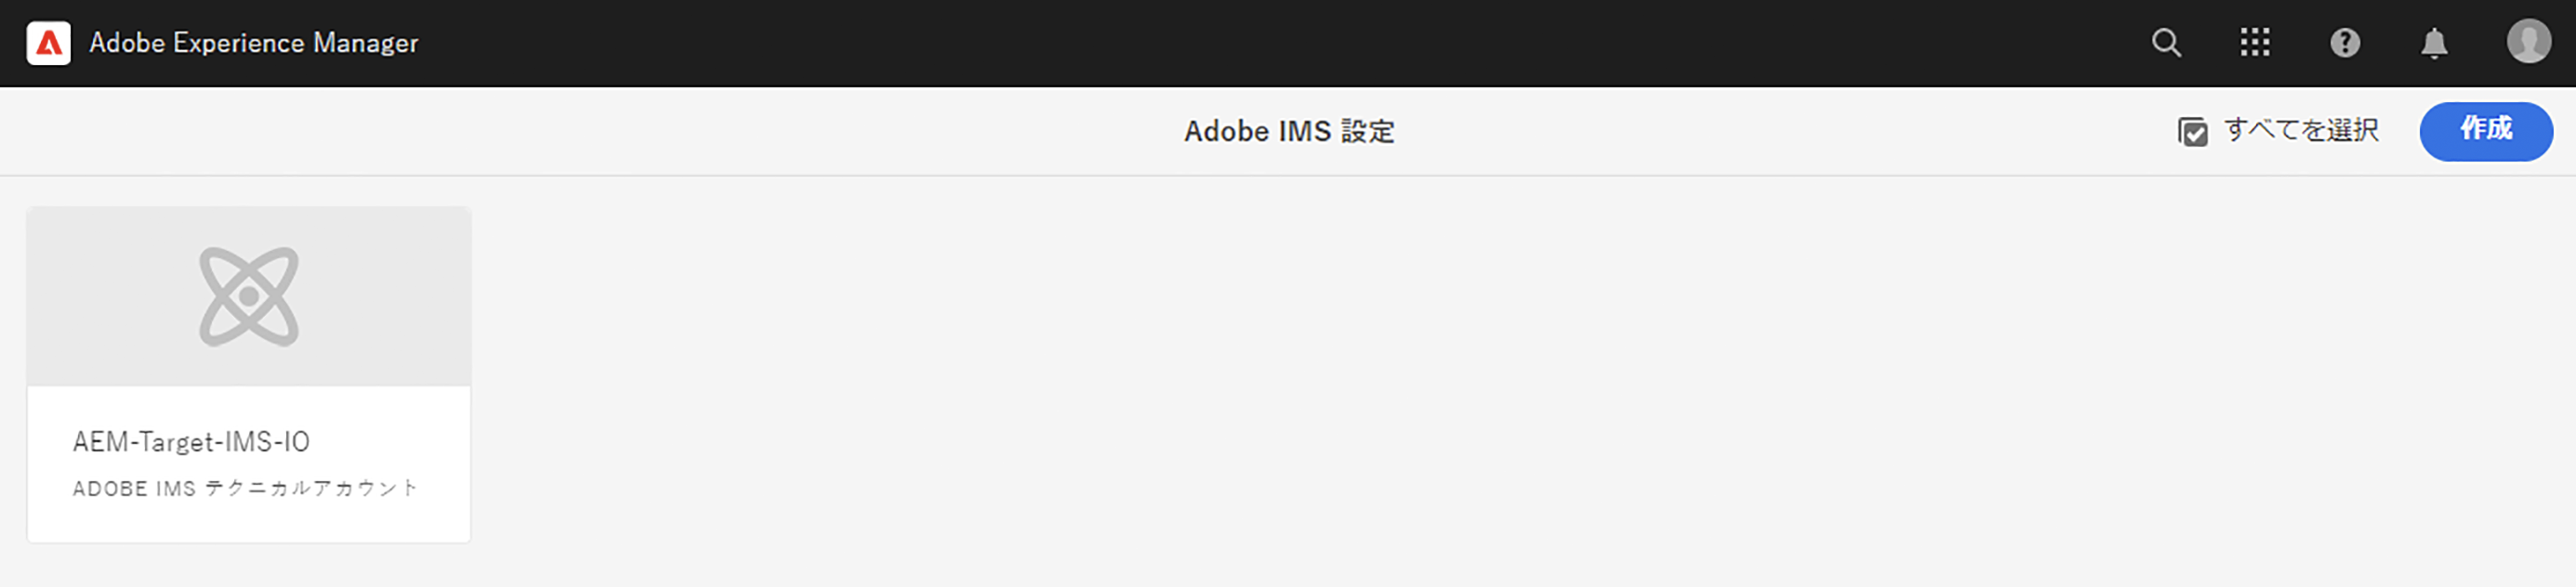 Adobe Experience Manager
Adobe IMS 設定
すべてを選択
作成
AEM-Target-IMS-IO
ADOBE IMS テクニカルアカウント